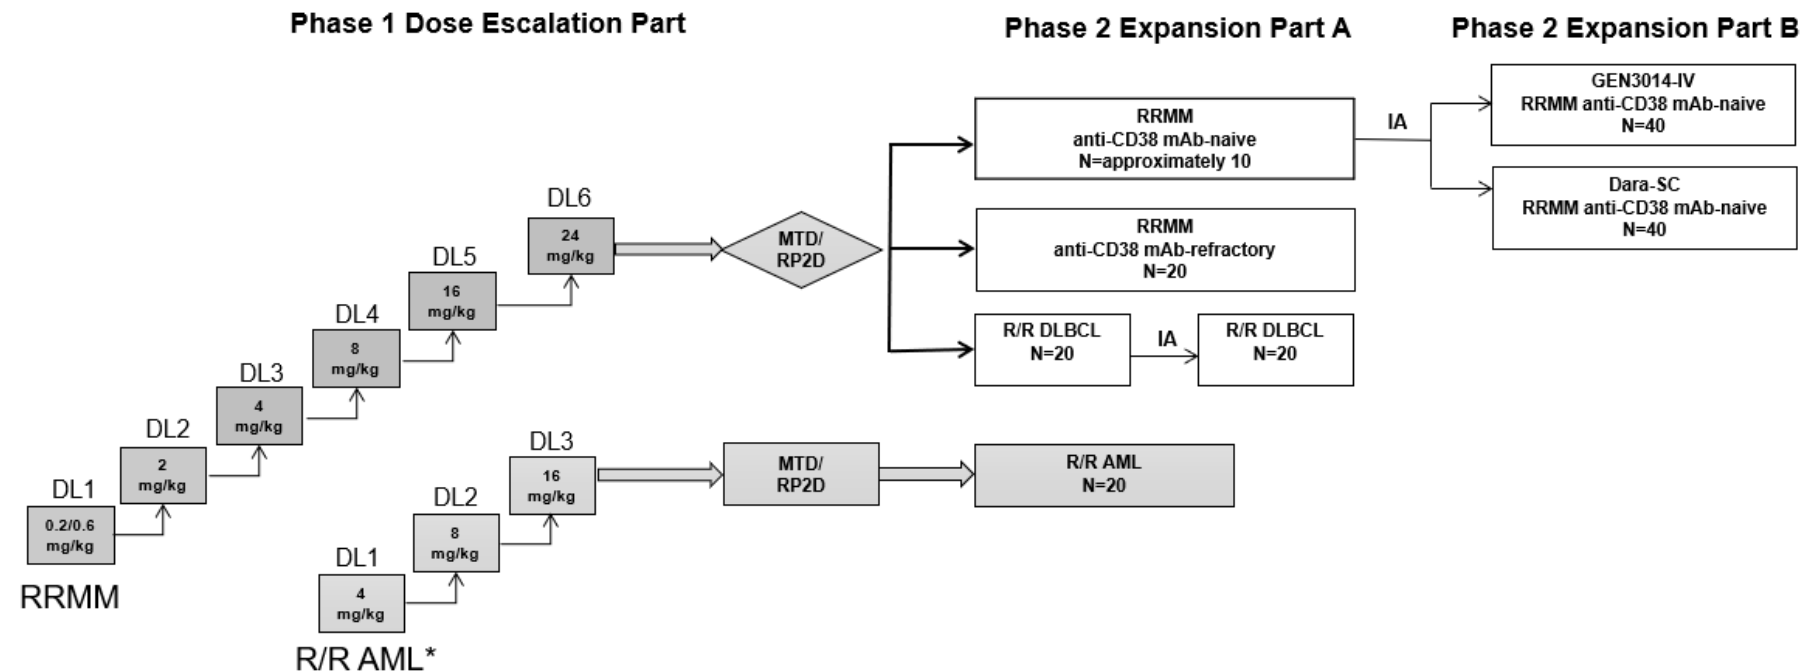 Phase 1 Dose Escalation Part
Phase 2 Expansion Part A
Phase 2 Expansion Part B
GEN3014-IV
RRMM anti-CD38 mAb-naive
N=40
RRMM
anti-CD38 mAb-naive
N=approximately 10
IA
Dara-SC
RRMM anti-CD38 mAb-naive
N=40
DL6
24
mg/kg
MTD/
RP2D
RRMM
anti-CD38 mAb-refractory
N=20
DL5
16
mg/kg
DL4
8
mg/kg
R/R DLBCL
N=20
IA
R/R DLBCL
N=20
DL3
4
mg/kg
DL2
2
mg/kg
DL1
0.2/0.6
mg/kg
RRMM
DL3
16
mg/kg
MTD/
RP2D
R/R AML
N=20
DL2
8
mg/kg
DL1
4
mg/kg
R/R AML*